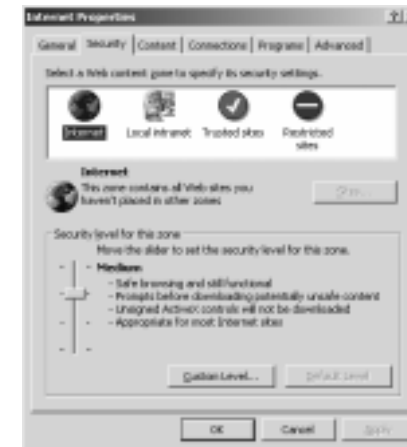 Internet Properties
General Security Content Connections Programs Advanced
Select a Web content zone to specify its security settings.
Internet Local intranet Trusted sites Restricted sites
Internet
This zone contains all Web sites you
haven't placed in other zones
Sites...
Security level for this zone
Move the slider to set the security level for this zone.
Medium
- Safe browsing and still functional
- Prompts before downloading potentially unsafe content
- Unsigned ActiveX controls will not be downloaded
- Appropriate for most Internet sites
Custom Level... Default Level
OK Cancel Apply